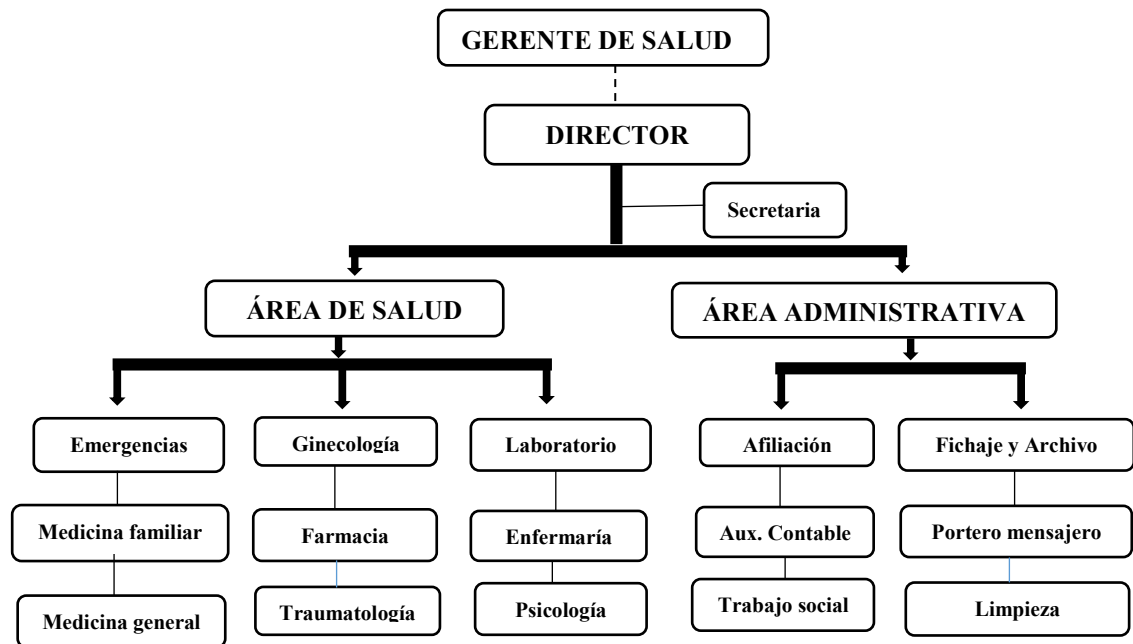 GERENTE DE SALUD
DIRECTOR
Secretaria
ÁREA DE SALUD
ÁREA ADMINISTRATIVA
Emergencias
Ginecología
Laboratorio
Afiliación
Fichaje y Archivo
Medicina familiar
Farmacia
Enfermaría
Aux. Contable
Portero mensajero
Medicina general
Traumatología
Psicología
Trabajo social
Limpieza